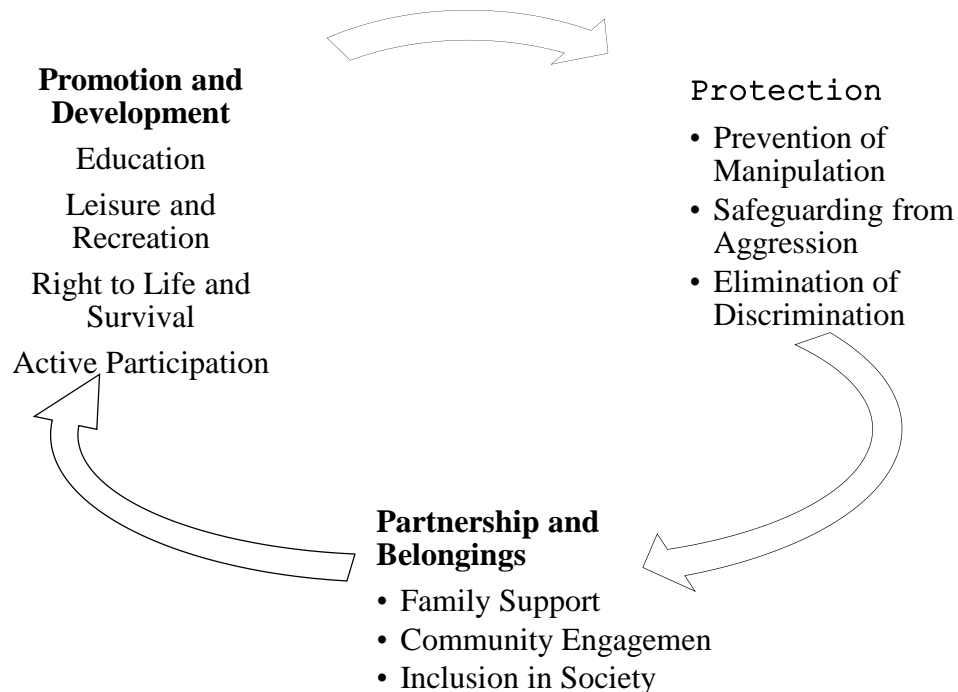 Promotion and
Development
Education
Leisure and
Recreation
Right to Life and
Survival
Active Participation
Protection
• Prevention of
Manipulation
• Safeguarding from
Aggression
• Elimination of
Discrimination
Partnership and
Belongings
• Family Support
• Community Engagemen
• Inclusion in Society